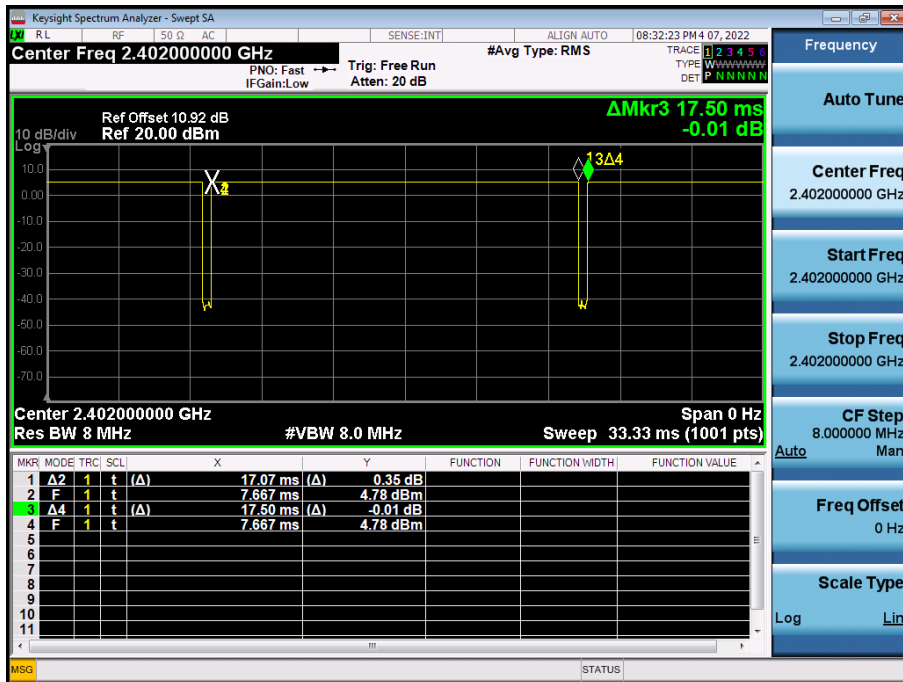 Keysight Spectrum Analyzer - Swept SA
LXI RL RF 50 Ω AC SENSE:INT ALIGN AUTO 08:32:23 PM 4 07, 2022
Center Freq 2.402000000 GHz
PNO: Fast
IFGain:Low
Trig: Free Run
Atten: 20 dB
#Avg Type: RMS
TRACE 1 2 3 4 5 6
TYPE WWWWWW
DET P N N N N N
Ref Offset 10.92 dB
10 dB/div Ref 20.00 dBm
Log
ΔMkr3 17.50 ms
-0.01 dB
10.0
0.00
-10.0
-20.0
-30.0
-40.0
-50.0
-60.0
-70.0
13Δ4
Center 2.402000000 GHz Span 0 Hz
Res BW 8 MHz #VBW 8.0 MHz Sweep 33.33 ms (1001 pts)
MKR MODE TRC SCL X Y FUNCTION FUNCTION WIDTH FUNCTION VALUE
1 Δ2 1 t (Δ) 17.07 ms (Δ) 0.35 dB
2 F 1 t 7.667 ms 4.78 dBm
3 Δ4 1 t (Δ) 17.50 ms (Δ) -0.01 dB
4 F 1 t 7.667 ms 4.78 dBm
5
6
7
8
9
10
11
MSG STATUS
Frequency
Auto Tune
Center Freq
2.402000000 GHz
Start Freq
2.402000000 GHz
Stop Freq
2.402000000 GHz
CF Step
8.000000 MHz
Auto Man
Freq Offset
0 Hz
Scale Type
Log Lin